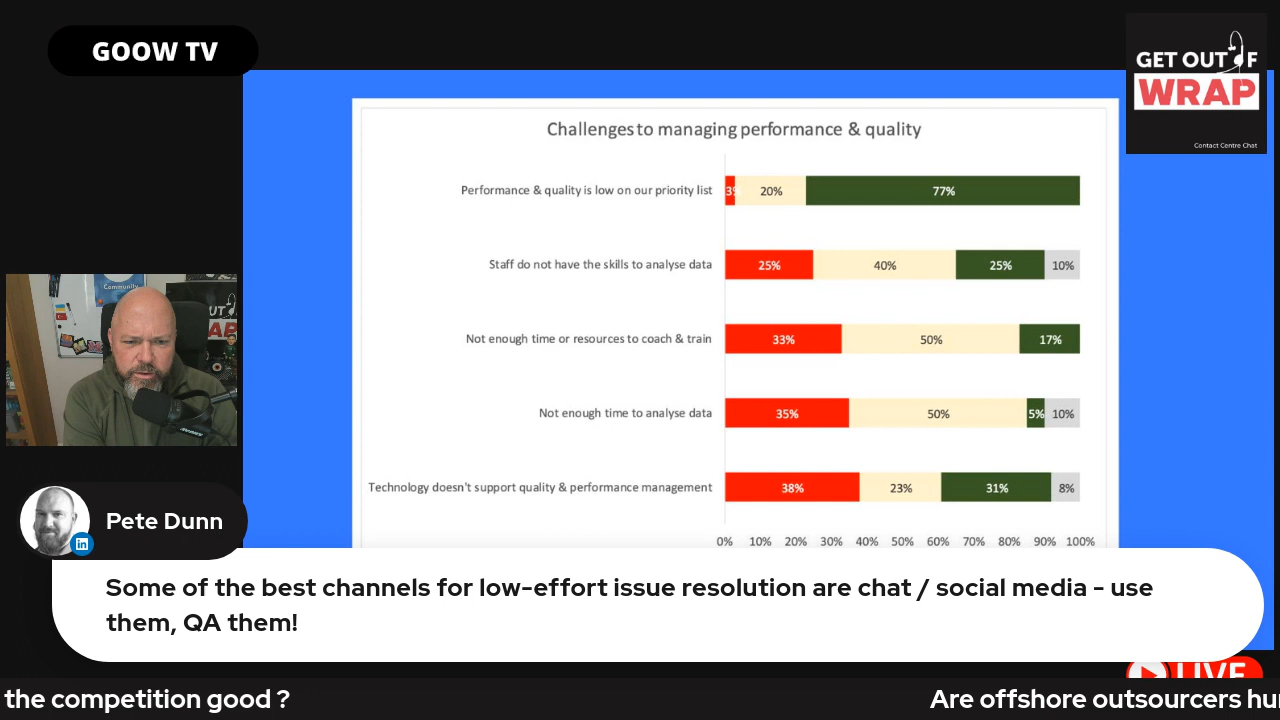 GOOW TV
GET OUT OF
WRAP
Contact Centre Chat
Challenges to managing performance & quality
Performance & quality is low on our priority list
3%
20%
77%
Staff do not have the skills to analyse data
25%
40%
25%
10%
Not enough time or resources to coach & train
33%
50%
17%
Not enough time to analyse data
35%
50%
5%
10%
Technology doesn't support quality & performance management
38%
23%
31%
8%
0% 10% 20% 30% 40% 50% 60% 70% 80% 90% 100%
Community
Pete Dunn
in
Some of the best channels for low-effort issue resolution are chat / social media - use
them, QA them!
LIVE
the competition good ?
Are offshore outsourcers hu